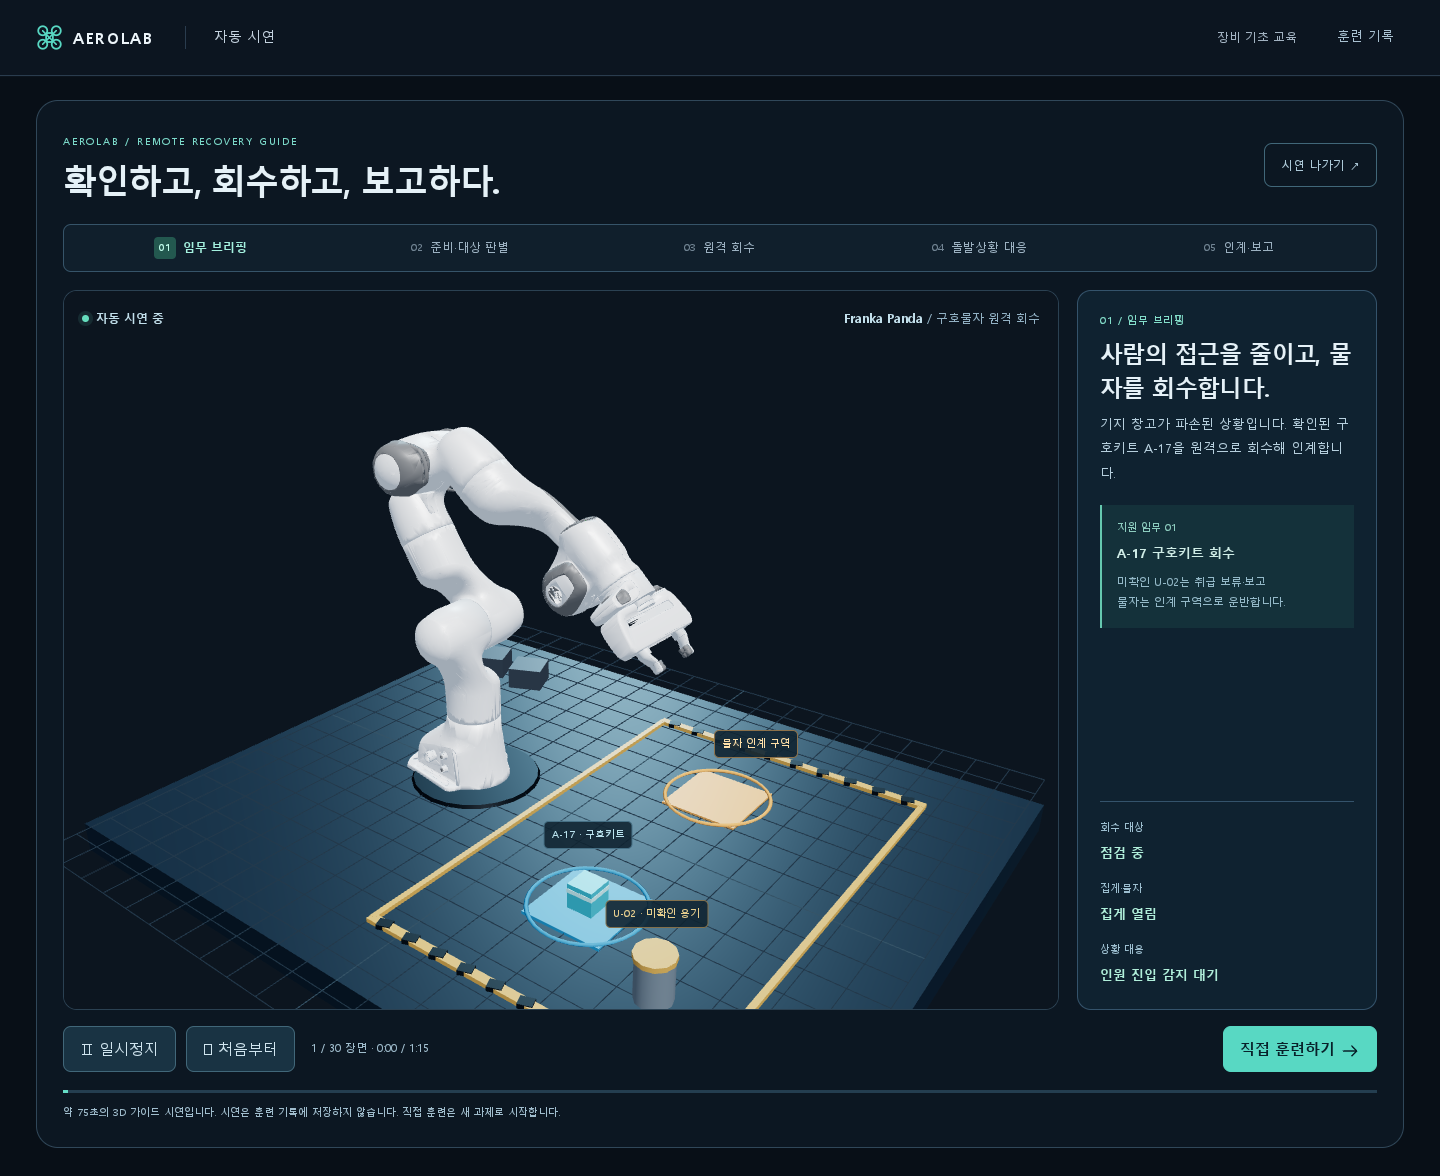 AEROLAB
자동 시연
장비 기초 교육
훈련 기록
AEROLAB / REMOTE RECOVERY GUIDE
확인하고, 회수하고, 보고하다.
시연 나가기 ↗
01 임무 브리핑
02 준비·대상 판별
03 원격 회수
04 돌발상황 대응
05 인계·보고
자동 시연 중
Franka Panda / 구호물자 원격 회수
물자 인계 구역
A-17 · 구호키트
U-02 · 미확인 용기
01 / 임무 브리핑
사람의 접근을 줄이고, 물
자를 회수합니다.
기지 창고가 파손된 상황입니다. 확인된 구
호키트 A-17을 원격으로 회수해 인계합니
다.
지원 임무 01
A-17 구호키트 회수
미확인 U-02는 취급 보류·보고
물자는 인계 구역으로 운반합니다.
회수 대상
점검 중
집게·물자
집게 열림
상황 대응
인원 진입 감지 대기
일시정지
처음부터
1 / 30 장면 · 0:00 / 1:15
직접 훈련하기 →
약 75초의 3D 가이드 시연입니다. 시연은 훈련 기록에 저장하지 않습니다. 직접 훈련은 새 과제로 시작합니다.